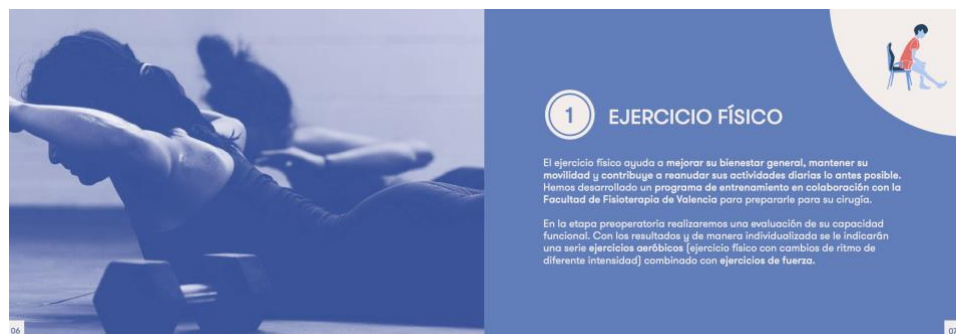 1
EJERCICIO FÍSICO
El ejercicio físico ayuda a mejorar su bienestar general, mantener su
movilidad y contribuye a reanudar sus actividades diarias lo antes posible.
Hemos desarrollado un programa de entrenamiento en colaboración con la
Facultad de Fisioterapia de Valencia para prepararle para su cirugía.
En la etapa preoperatoria realizaremos una evaluación de su capacidad
funcional. Con los resultados y de manera individualizada se le indicarán
una serie ejercicios aeróbicos (ejercicio físico con cambios de ritmo de
diferente intensidad) combinado con ejercicios de fuerza.
06
07